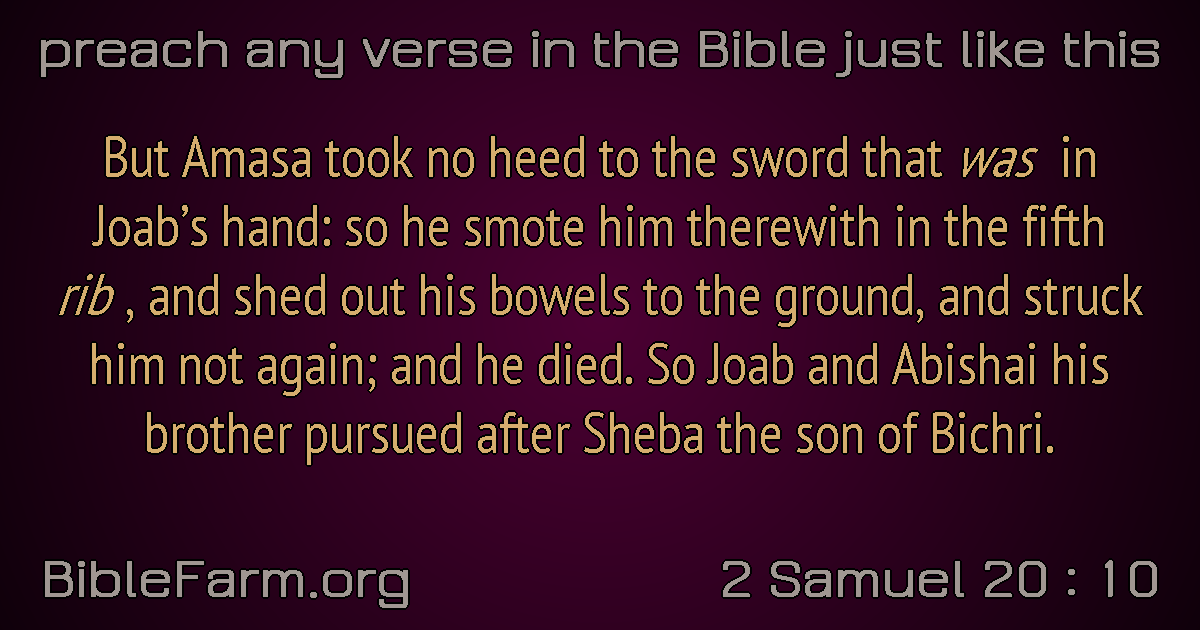 preach any verse in the Bible just like this
But Amasa took no heed to the sword that was in
Joab’s hand: so he smote him therewith in the fifth
rib , and shed out his bowels to the ground, and struck
him not again; and he died. So Joab and Abishai his
brother pursued after Sheba the son of Bichri.
BibleFarm.org
2 Samuel 20 : 10